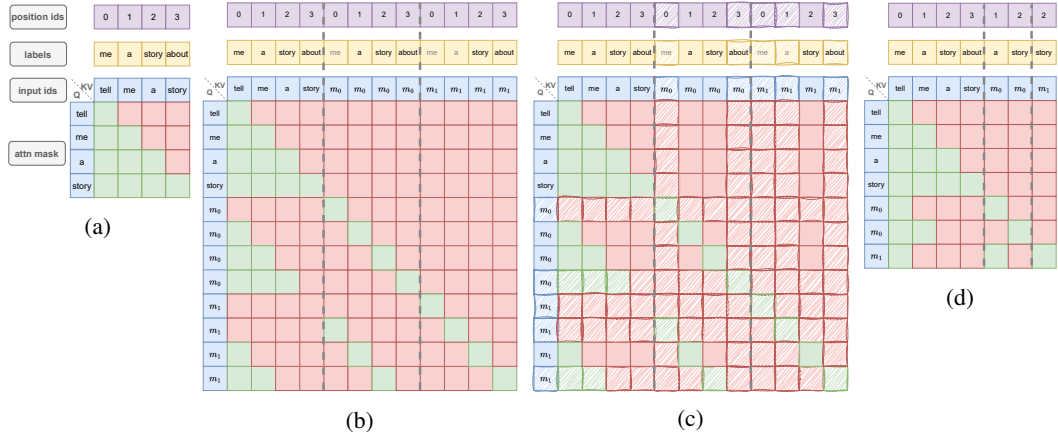 position ids 0 1 2 3 0 1 2 3 0 1 2 3 0 1 2 3 0 1 2 3 0 1 2 3 0 1 2 3 0 1 2 3 1 2 2
labels me a story about me a story about me a story about me a story about me a story about me a story about me a story about me a story about story about story
input ids KV Q tell me a story KV Q tell me a story m₀ m₀ m₀ m₀ m₁ m₁ m₁ m₁ KV Q tell me a story m₀ m₀ m₀ m₀ m₁ m₁ m₁ m₁ KV Q tell me a story m₀ m₀ m₁
tell tell tell tell
me me me me
attn mask a a a a
story story story story
m₀ m₀ m₀
m₀ m₀ m₀
(a)
m₀ m₀ m₁
m₀ m₀
m₁ m₁
(d)
m₁ m₁
m₁ m₁
m₁ m₁
(b) (c)